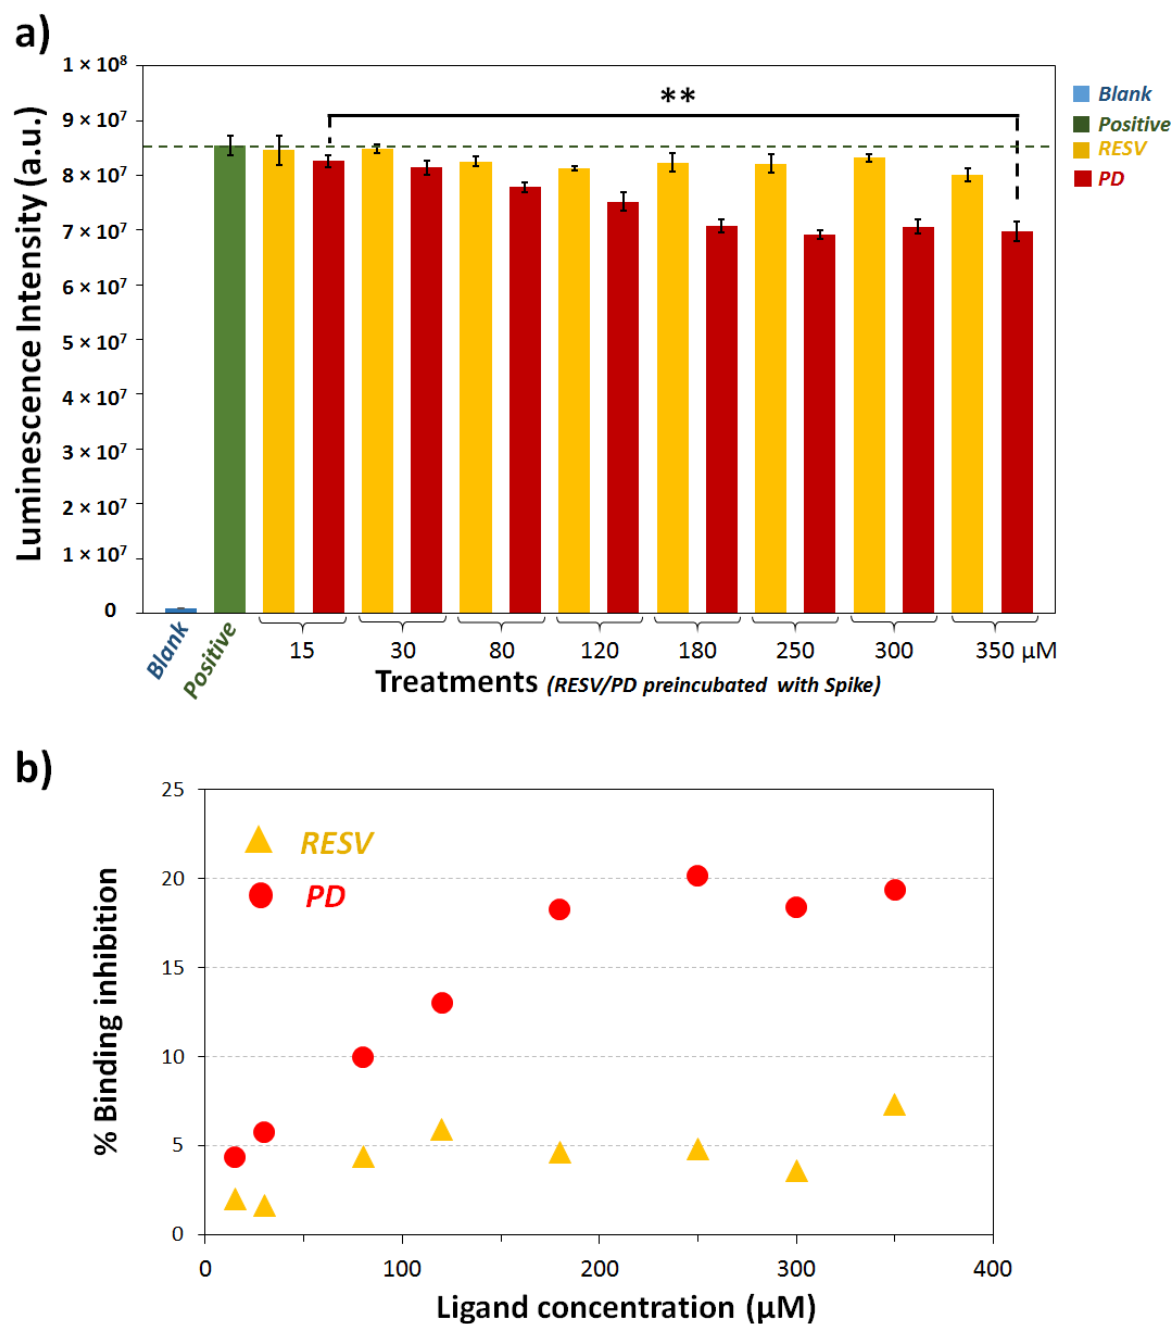 a)
1 × 10⁸
9 × 10⁷
8 × 10⁷
7 × 10⁷
6 × 10⁷
5 × 10⁷
4 × 10⁷
3 × 10⁷
2 × 10⁷
1 × 10⁷
0
Luminescence Intensity (a.u.)
**
Blank
Positive
RESV
PD
Blank
Positive
15 30 80 120 180 250 300 350 µM
Treatments (RESV/PD preincubated with Spike)
b)
25
20
15
10
5
0
% Binding inhibition
RESV
PD
0 100 200 300 400
Ligand concentration (µM)